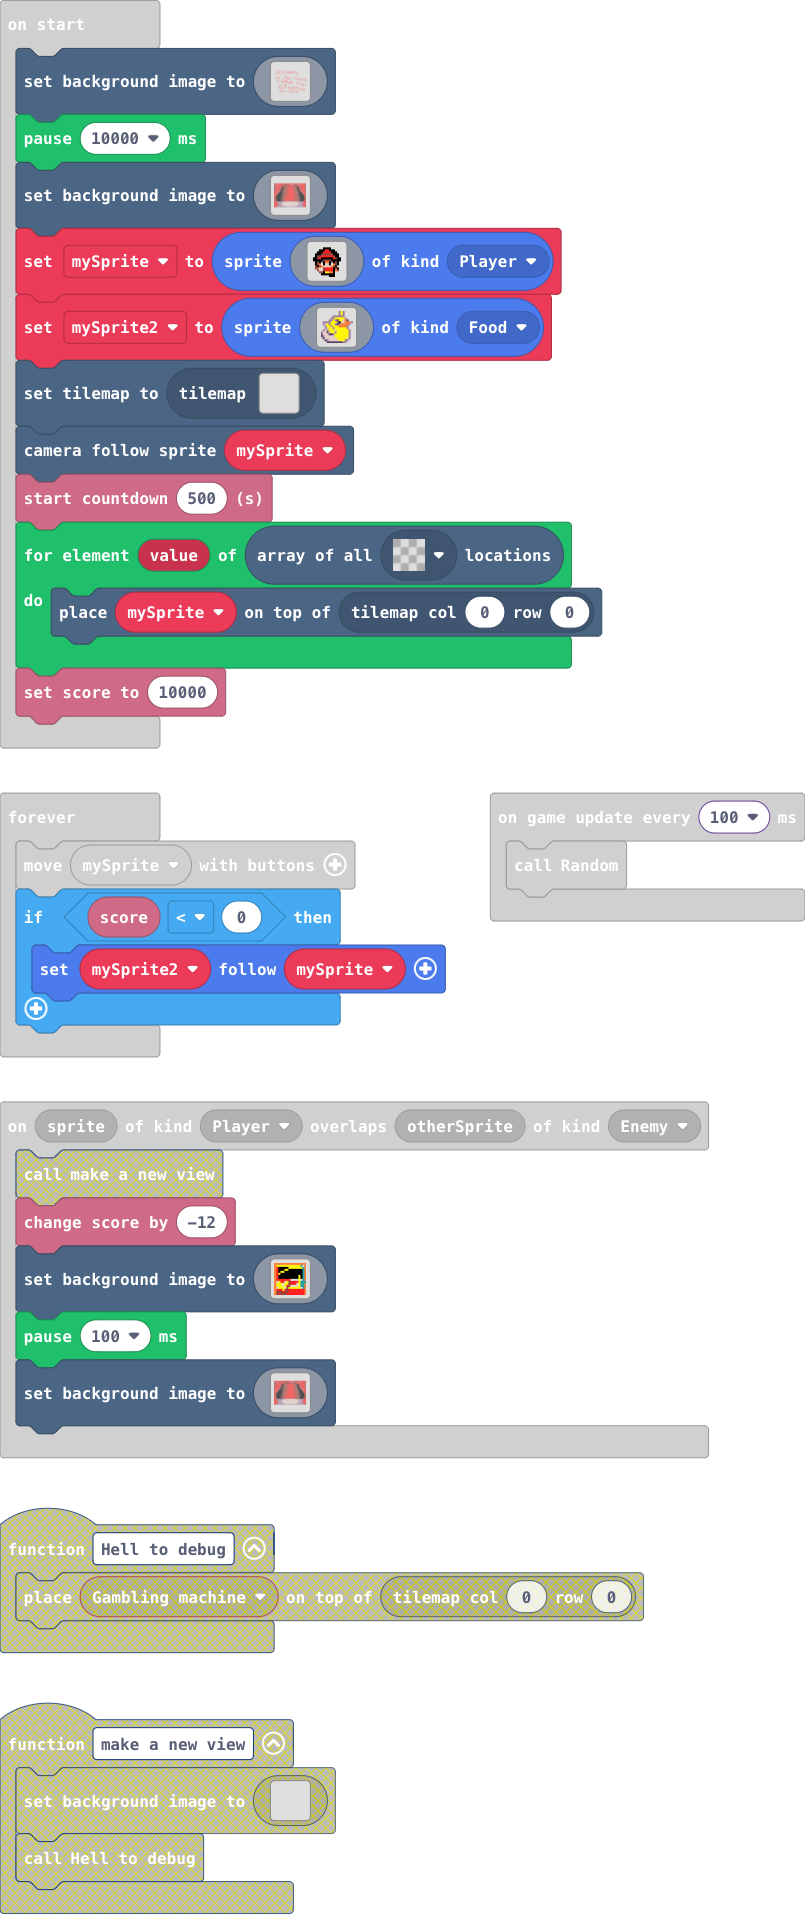 on start
set background image to
pause 10000 ms
set background image to
set mySprite to sprite of kind Player
set mySprite2 to sprite of kind Food
set tilemap to tilemap
camera follow sprite mySprite
start countdown 500 (s)
for element value of array of all locations
do place mySprite on top of tilemap col 0 row 0
set score to 10000
forever
move mySprite with buttons
if score < 0 then
set mySprite2 follow mySprite
on game update every 100 ms
call Random
on sprite of kind Player overlaps otherSprite of kind Enemy
call make a new view
change score by -12
set background image to
pause 100 ms
set background image to
function Hell to debug
place Gambling machine on top of tilemap col 0 row 0
function make a new view
set background image to
call Hell to debug